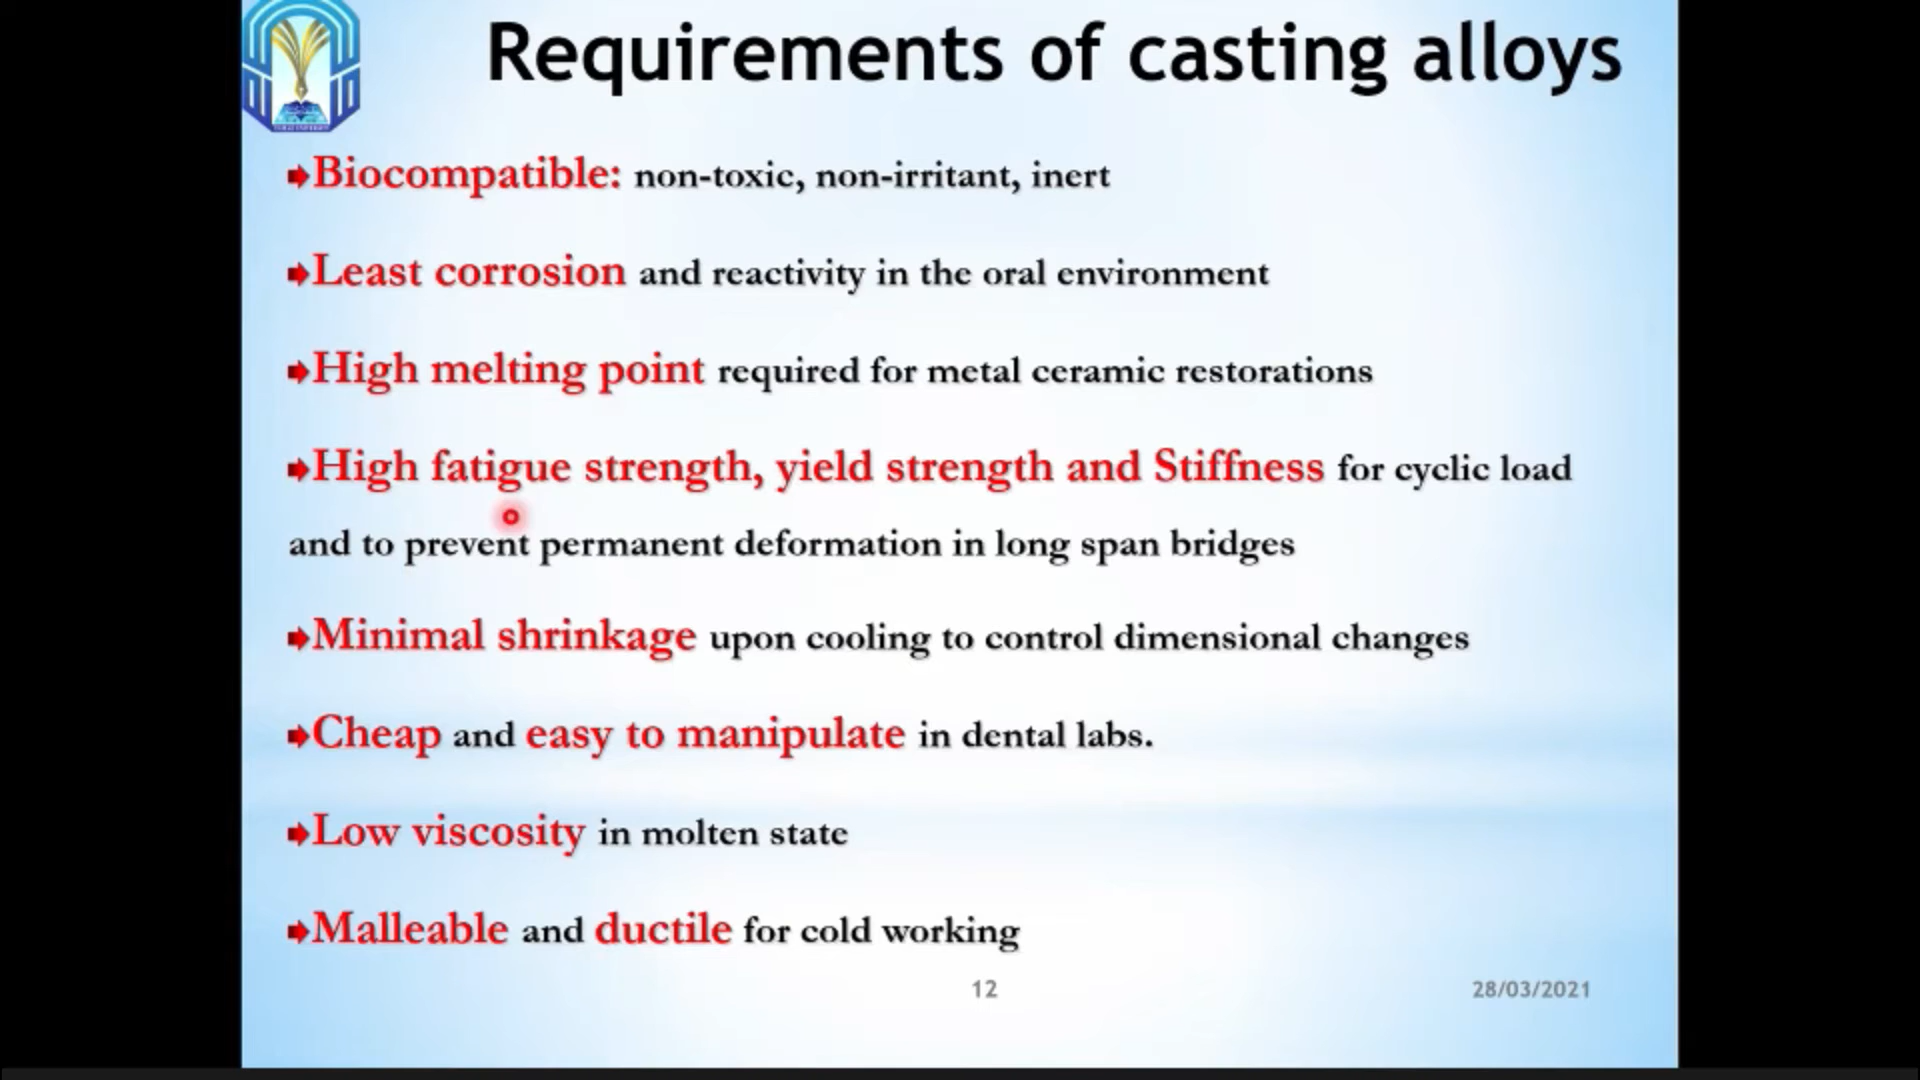 Requirements of casting alloys
Biocompatible: non-toxic, non-irritant, inert
Least corrosion and reactivity in the oral environment
High melting point required for metal ceramic restorations
High fatigue strength, yield strength and Stiffness for cyclic load
and to prevent permanent deformation in long span bridges
Minimal shrinkage upon cooling to control dimensional changes
Cheap and easy to manipulate in dental labs.
Low viscosity in molten state
Malleable and ductile for cold working
12
28/03/2021